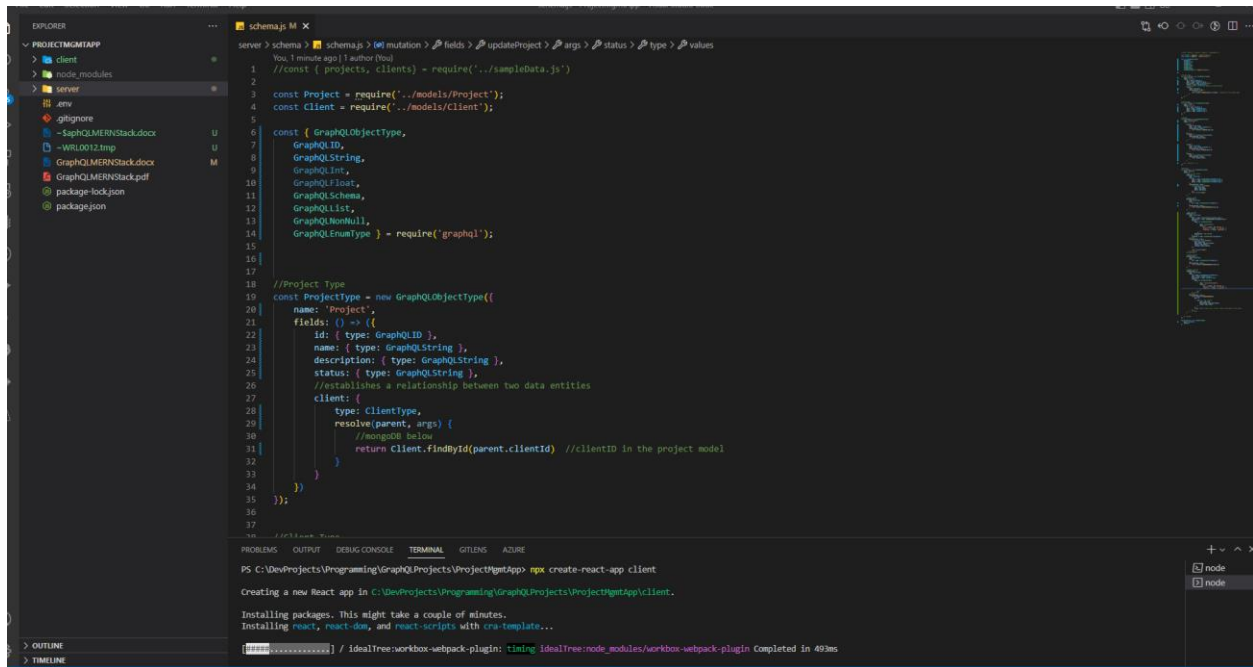 EXPLORER
PROJECTMGMTAPP
client
node_modules
server
.env
.gitignore
~$aphQLMERNStack.docx U
~WRL0012.tmp U
GraphQLMERNStack.docx M
GraphQLMERNStack.pdf
package-lock.json
package.json
OUTLINE
TIMELINE
schema.js M X
server > schema > schema.js > mutation > fields > updateProject > args > status > type > values
You, 1 minute ago | 1 author (You)
1 //const { projects, clients} = require('../sampleData.js')
2
3 const Project = require('../models/Project');
4 const Client = require('../models/Client');
5
6 const { GraphQLObjectType,
7 GraphQLID,
8 GraphQLString,
9 GraphQLInt,
10 GraphQLFloat,
11 GraphQLSchema,
12 GraphQLList,
13 GraphQLNonNull,
14 GraphQLEnumType } = require('graphql');
15
16
17
18 //Project Type
19 const ProjectType = new GraphQLObjectType({
20 name: 'Project',
21 fields: () => ({
22 id: { type: GraphQLID },
23 name: { type: GraphQLString },
24 description: { type: GraphQLString },
25 status: { type: GraphQLString },
26 //establishes a relationship between two data entities
27 client: {
28 type: ClientType,
29 resolve(parent, args) {
30 //mongoDB below
31 return Client.findById(parent.clientId) //clientID in the project model
32 }
33 }
34 })
35 });
36
37
38 //Client Type
PROBLEMS OUTPUT DEBUG CONSOLE TERMINAL GITLENS AZURE
PS C:\DevProjects\Programming\GraphQLProjects\ProjectMgmtApp> npx create-react-app client
Creating a new React app in C:\DevProjects\Programming\GraphQLProjects\ProjectMgmtApp\client.
Installing packages. This might take a couple of minutes.
Installing react, react-dom, and react-scripts with cra-template...
[#####.............] / idealTree:workbox-webpack-plugin: timing idealTree:node_modules/workbox-webpack-plugin Completed in 493ms
node
node